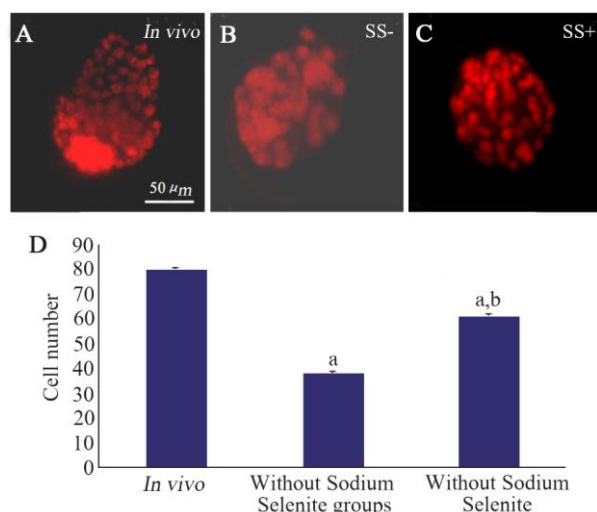 A In vivo
B SS-
C SS+
50 μm
D
Cell number
90
80
70
60
50
40
30
20
10
0
a
a,b
In vivo
Without Sodium
Selenite groups
Without Sodium
Selenite